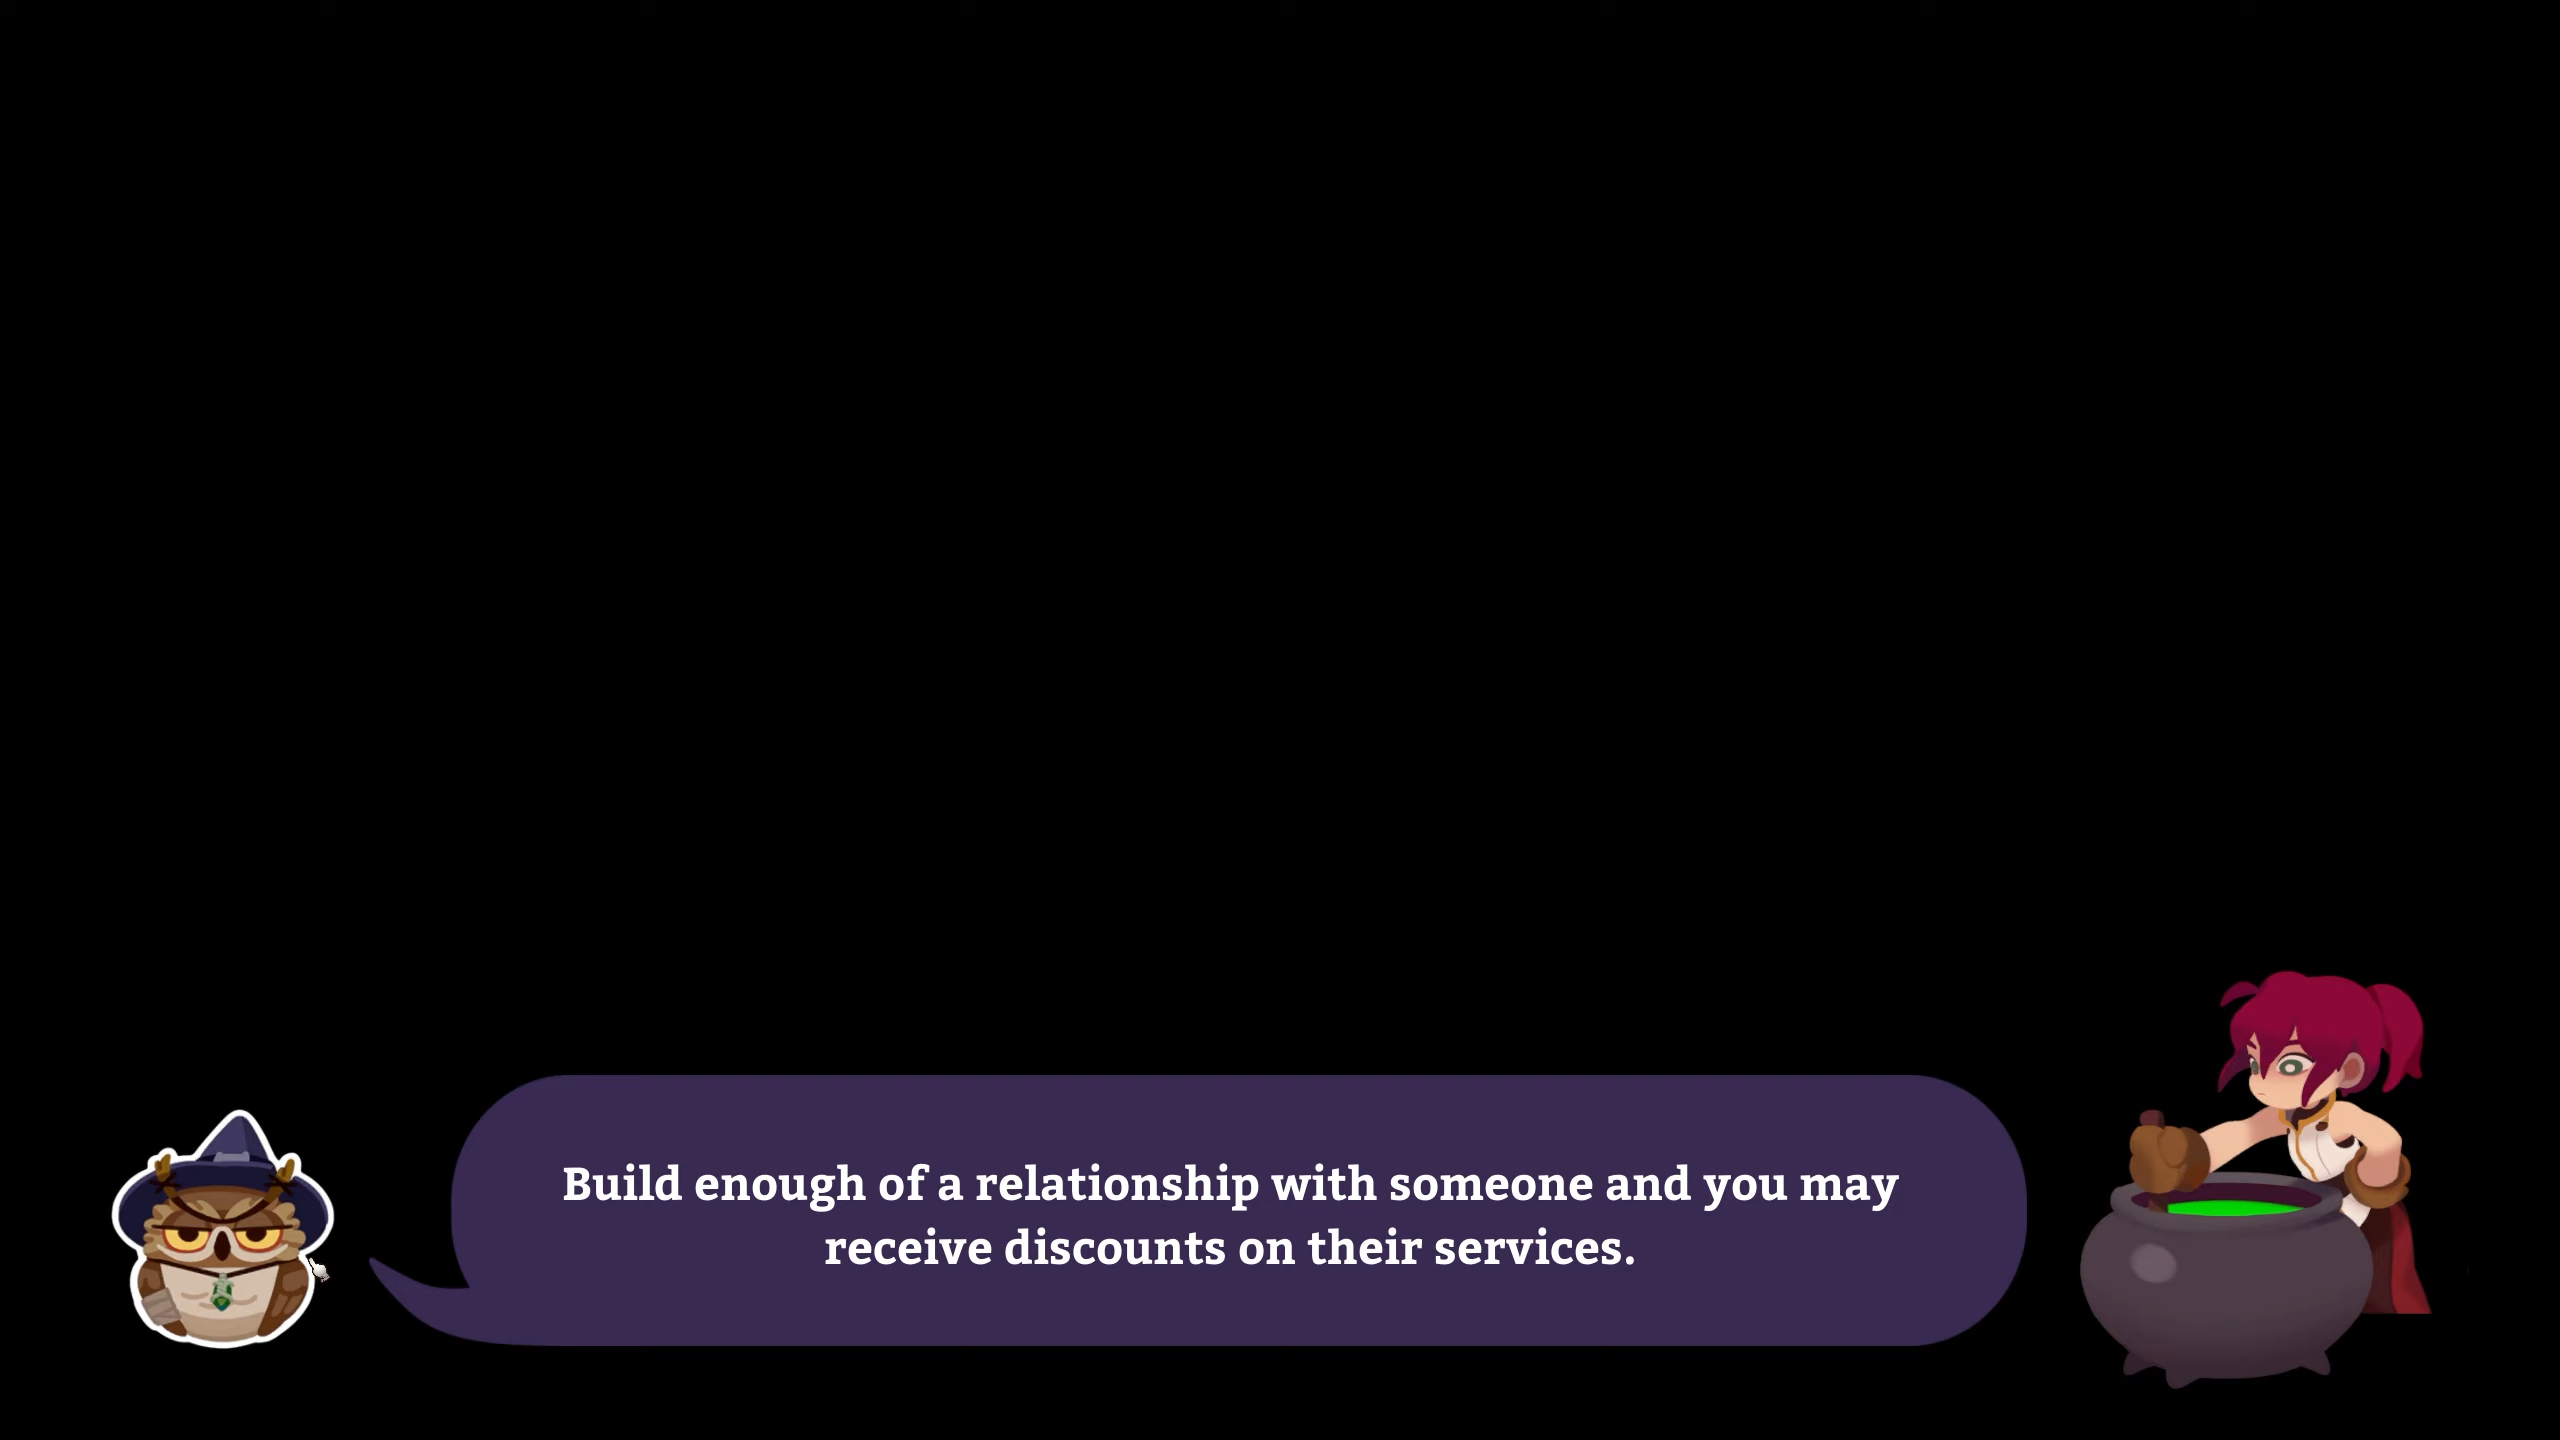 Build enough of a relationship with someone and you may
receive discounts on their services.